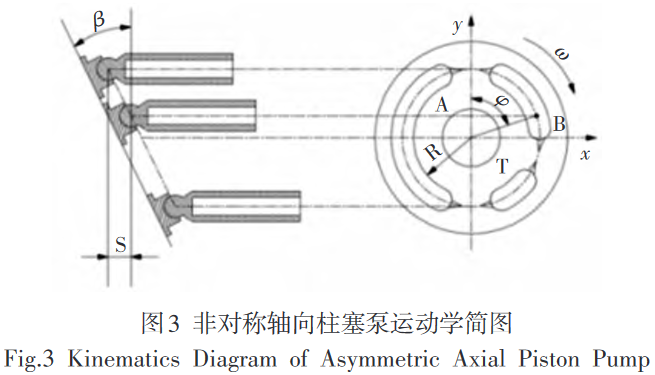 β
y
ω
A
φ
B
x
R
T
S
图3 非对称轴向柱塞泵运动学简图
Fig.3 Kinematics Diagram of Asymmetric Axial Piston Pump